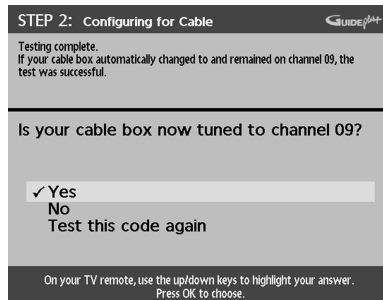 STEP 2: Configuring for Cable GUIDEplus+
Testing complete.
If your cable box automatically changed to and remained on channel 09, the
test was successful.
Is your cable box now tuned to channel 09?
✓ Yes
No
Test this code again
On your TV remote, use the up/down keys to highlight your answer.
Press OK to choose.